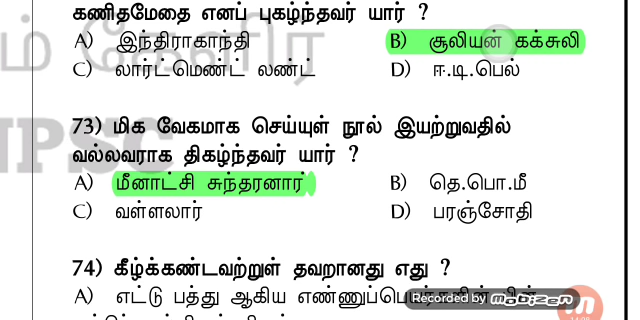 கணிதமேதை எனப் புகழ்ந்தவர் யார் ?
A) இந்திராகாந்தி B) சூலியன் கக்சுலி
C) லார்ட்மெண்ட் லண்ட் D) ஈ.டி.பெல்
73) மிக வேகமாக செய்யுள் நூல் இயற்றுவதில்
வல்லவராக திகழ்ந்தவர் யார் ?
A) மீனாட்சி சுந்தரனார் B) தெ.பொ.மீ
C) வள்ளலார் D) பரஞ்சோதி
74) கீழ்க்கண்டவற்றுள் தவறானது எது ?
A) எட்டு பத்து ஆகிய எண்ணுப்பெயர்களின் பின்
Recorded by MOBIZEN